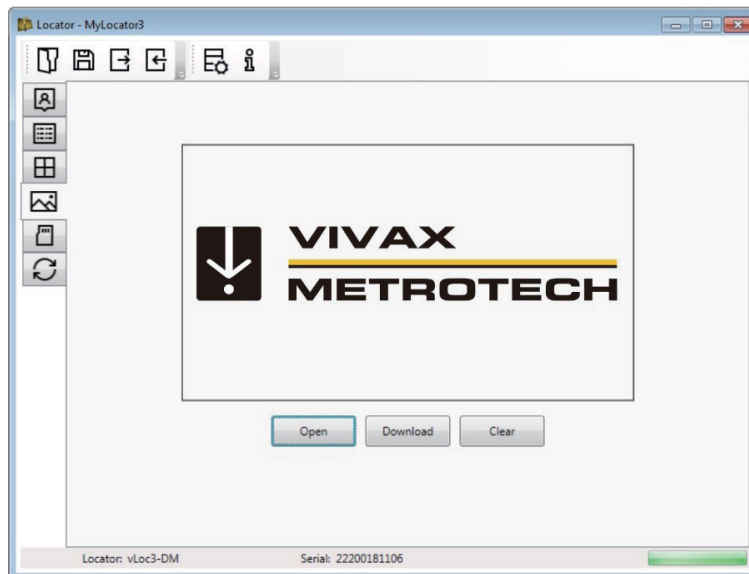 Locator - MyLocator3
VIVAX
METROTECH
Open
Download
Clear
Locator: vLoc3-DM
Serial: 22200181106